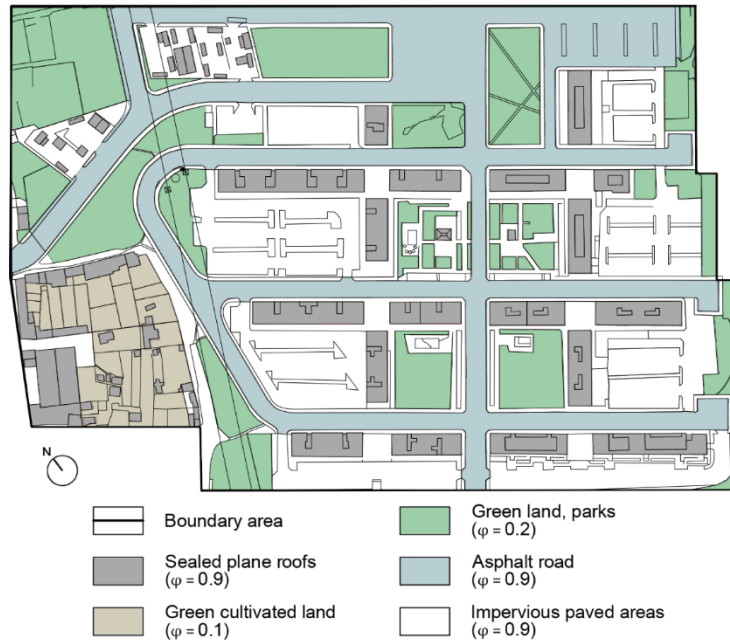 N
Boundary area
Green land, parks
(φ = 0.2)
Sealed plane roofs
(φ = 0.9)
Asphalt road
(φ = 0.9)
Green cultivated land
(φ = 0.1)
Impervious paved areas
(φ = 0.9)